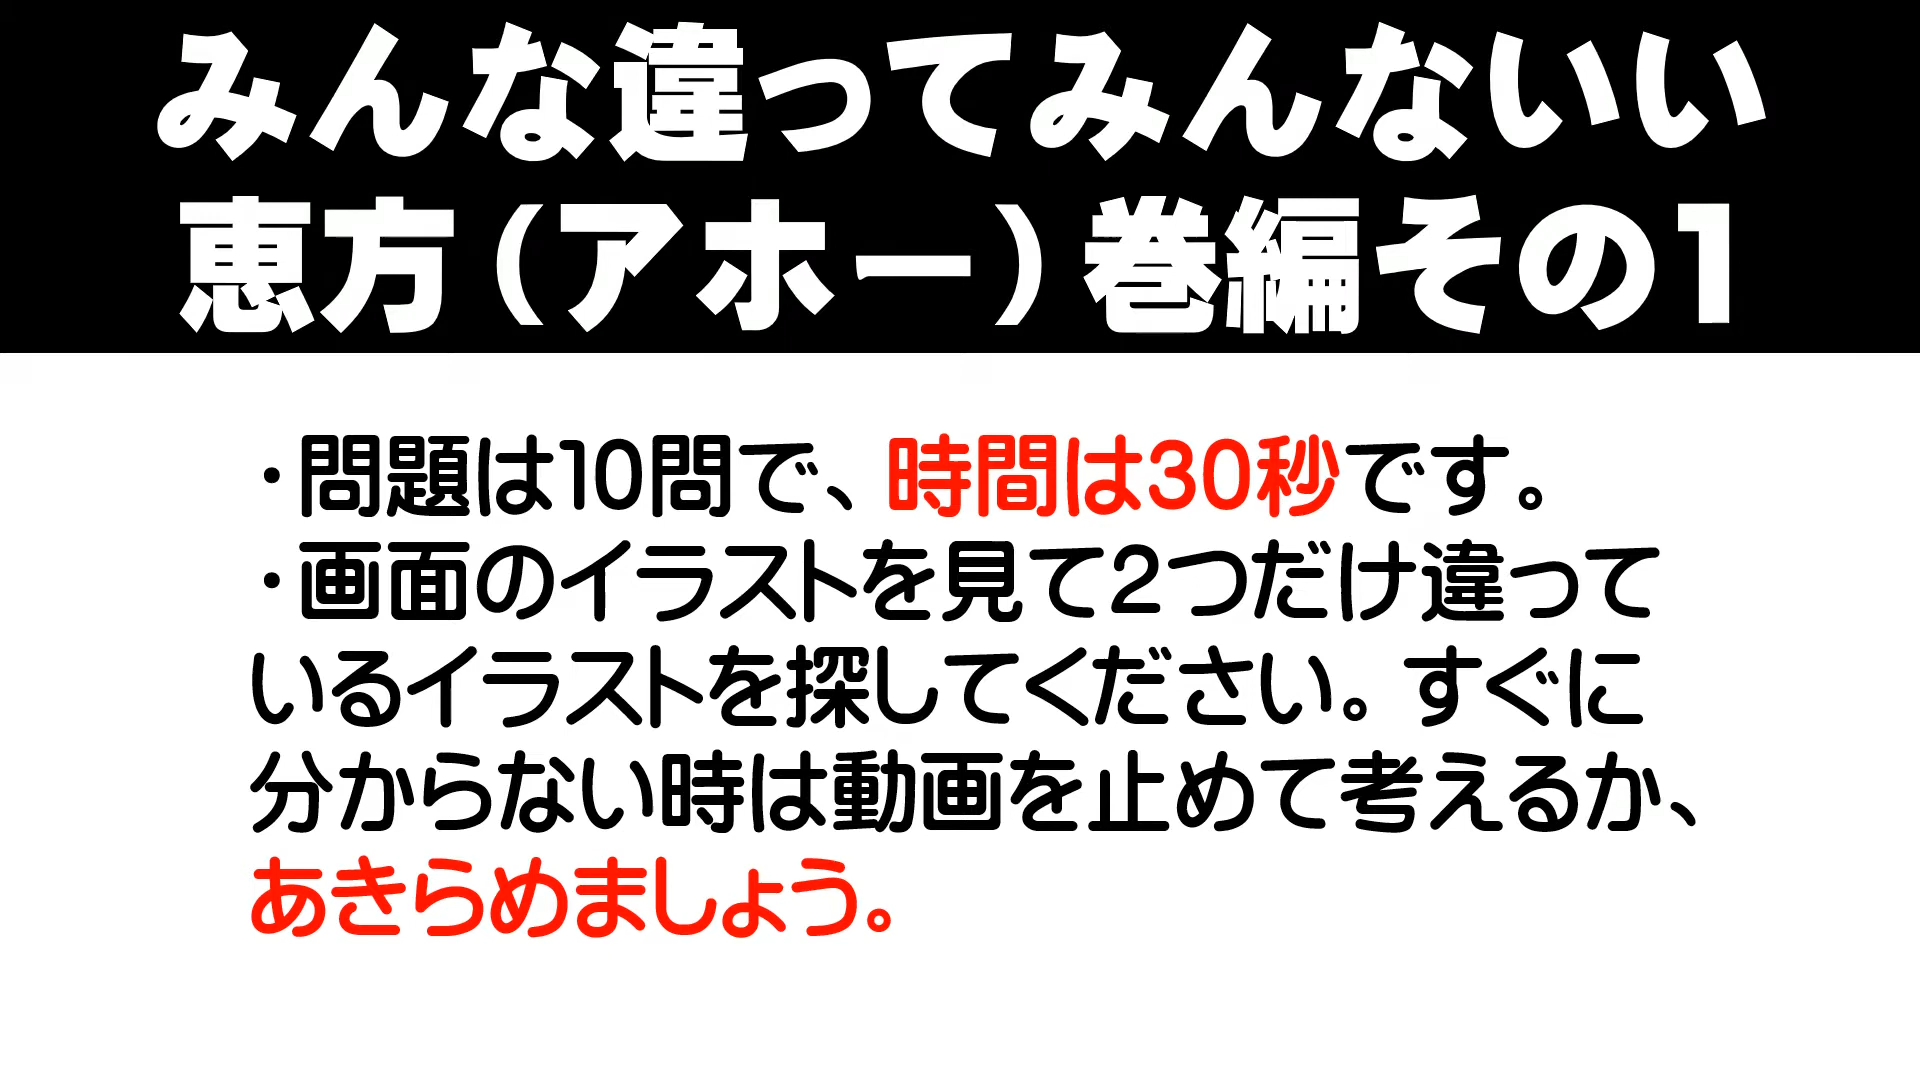 みんな違ってみんないい
恵方（アホー）巻編その1
・問題は10問で、時間は30秒です。
・画面のイラストを見て2つだけ違って
いるイラストを探してください。すぐに
分からない時は動画を止めて考えるか、
あきらめましょう。